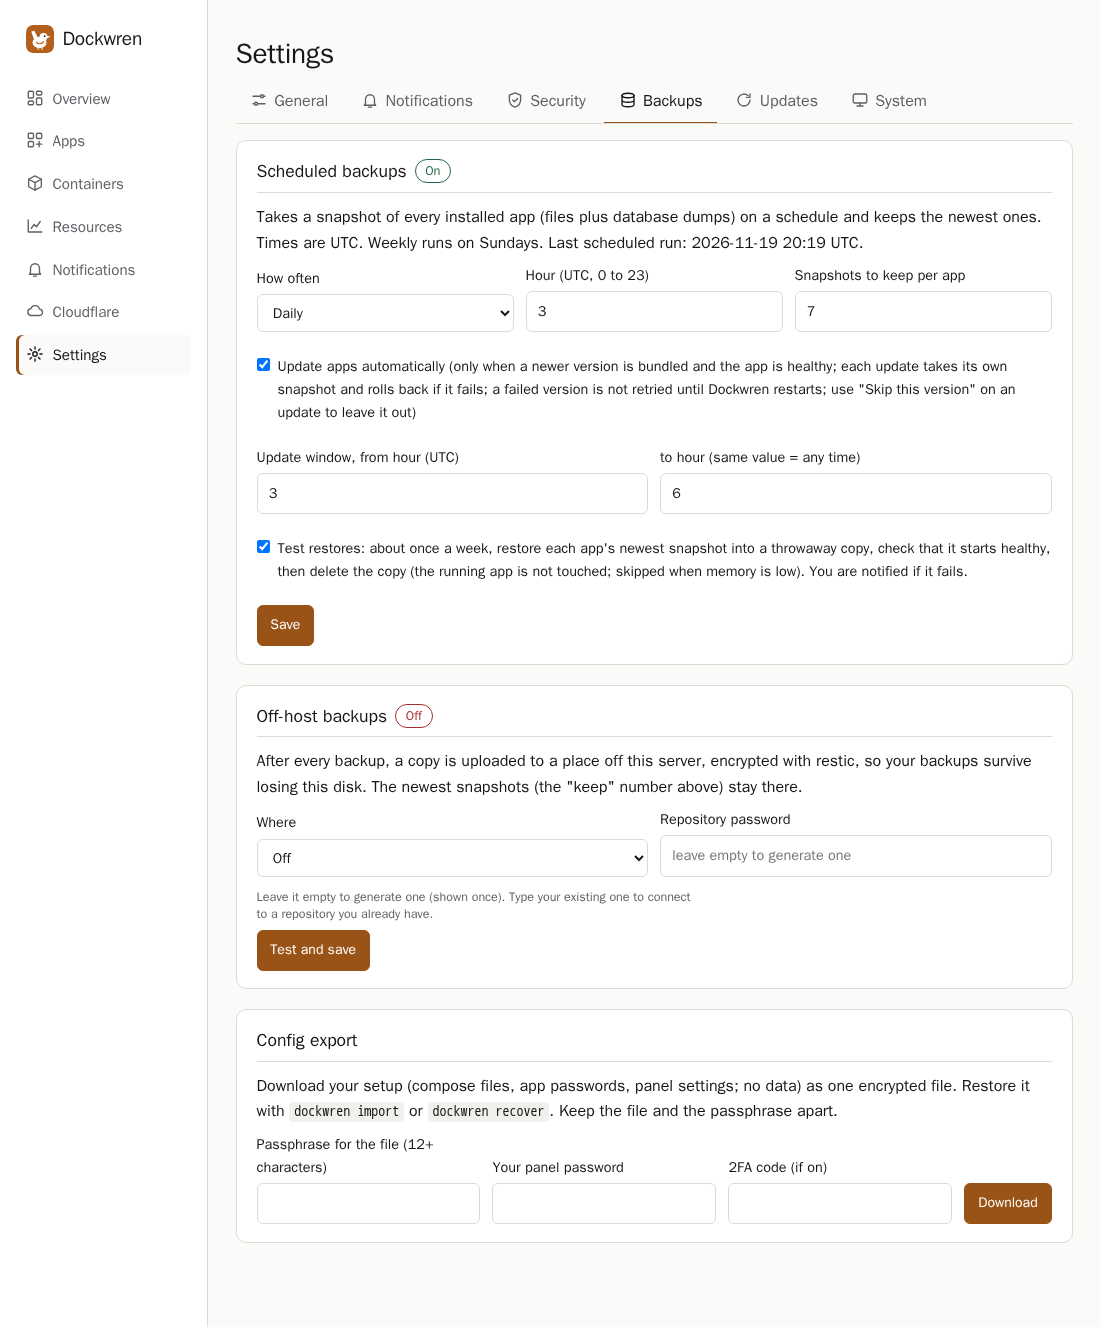 Dockwren
Overview
Apps
Containers
Resources
Notifications
Cloudflare
Settings
Settings
General
Notifications
Security
Backups
Updates
System
Scheduled backups On
Takes a snapshot of every installed app (files plus database dumps) on a schedule and keeps the newest ones.
Times are UTC. Weekly runs on Sundays. Last scheduled run: 2026-11-19 20:19 UTC.
How often
Daily
Hour (UTC, 0 to 23)
3
Snapshots to keep per app
7
Update apps automatically (only when a newer version is bundled and the app is healthy; each update takes its own
snapshot and rolls back if it fails; a failed version is not retried until Dockwren restarts; use "Skip this version" on an
update to leave it out)
Update window, from hour (UTC)
3
to hour (same value = any time)
6
Test restores: about once a week, restore each app's newest snapshot into a throwaway copy, check that it starts healthy,
then delete the copy (the running app is not touched; skipped when memory is low). You are notified if it fails.
Save
Off-host backups Off
After every backup, a copy is uploaded to a place off this server, encrypted with restic, so your backups survive
losing this disk. The newest snapshots (the "keep" number above) stay there.
Where
Off
Repository password
leave empty to generate one
Leave it empty to generate one (shown once). Type your existing one to connect
to a repository you already have.
Test and save
Config export
Download your setup (compose files, app passwords, panel settings; no data) as one encrypted file. Restore it
with dockwren import or dockwren recover. Keep the file and the passphrase apart.
Passphrase for the file (12+
characters)
Your panel password
2FA code (if on)
Download